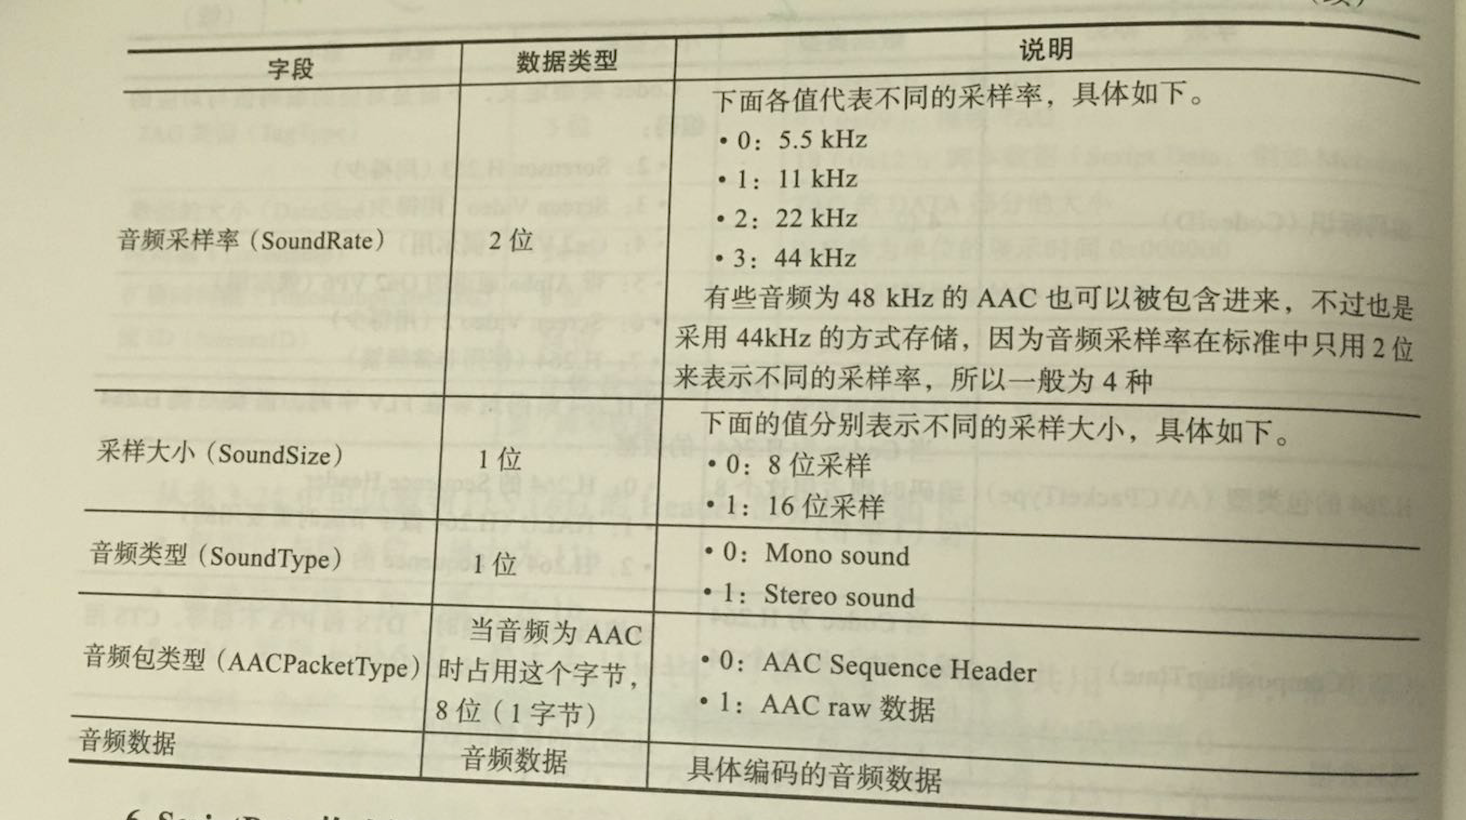 字段
数据类型
说明
音频采样率（SoundRate）
2 位
下面各值代表不同的采样率，具体如下。
• 0：5.5 kHz
• 1：11 kHz
• 2：22 kHz
• 3：44 kHz
有些音频为 48 kHz 的 AAC 也可以被包含进来，不过也是
采用 44kHz 的方式存储，因为音频采样率在标准中只用 2 位
来表示不同的采样率，所以一般为 4 种
采样大小（SoundSize）
1 位
下面的值分别表示不同的采样大小，具体如下。
• 0：8 位采样
• 1：16 位采样
音频类型（SoundType）
1 位
• 0：Mono sound
• 1：Stereo sound
音频包类型（AACPacketType）
当音频为 AAC
时占用这个字节，
8 位（1 字节）
• 0：AAC Sequence Header
• 1：AAC raw 数据
音频数据
音频数据
具体编码的音频数据